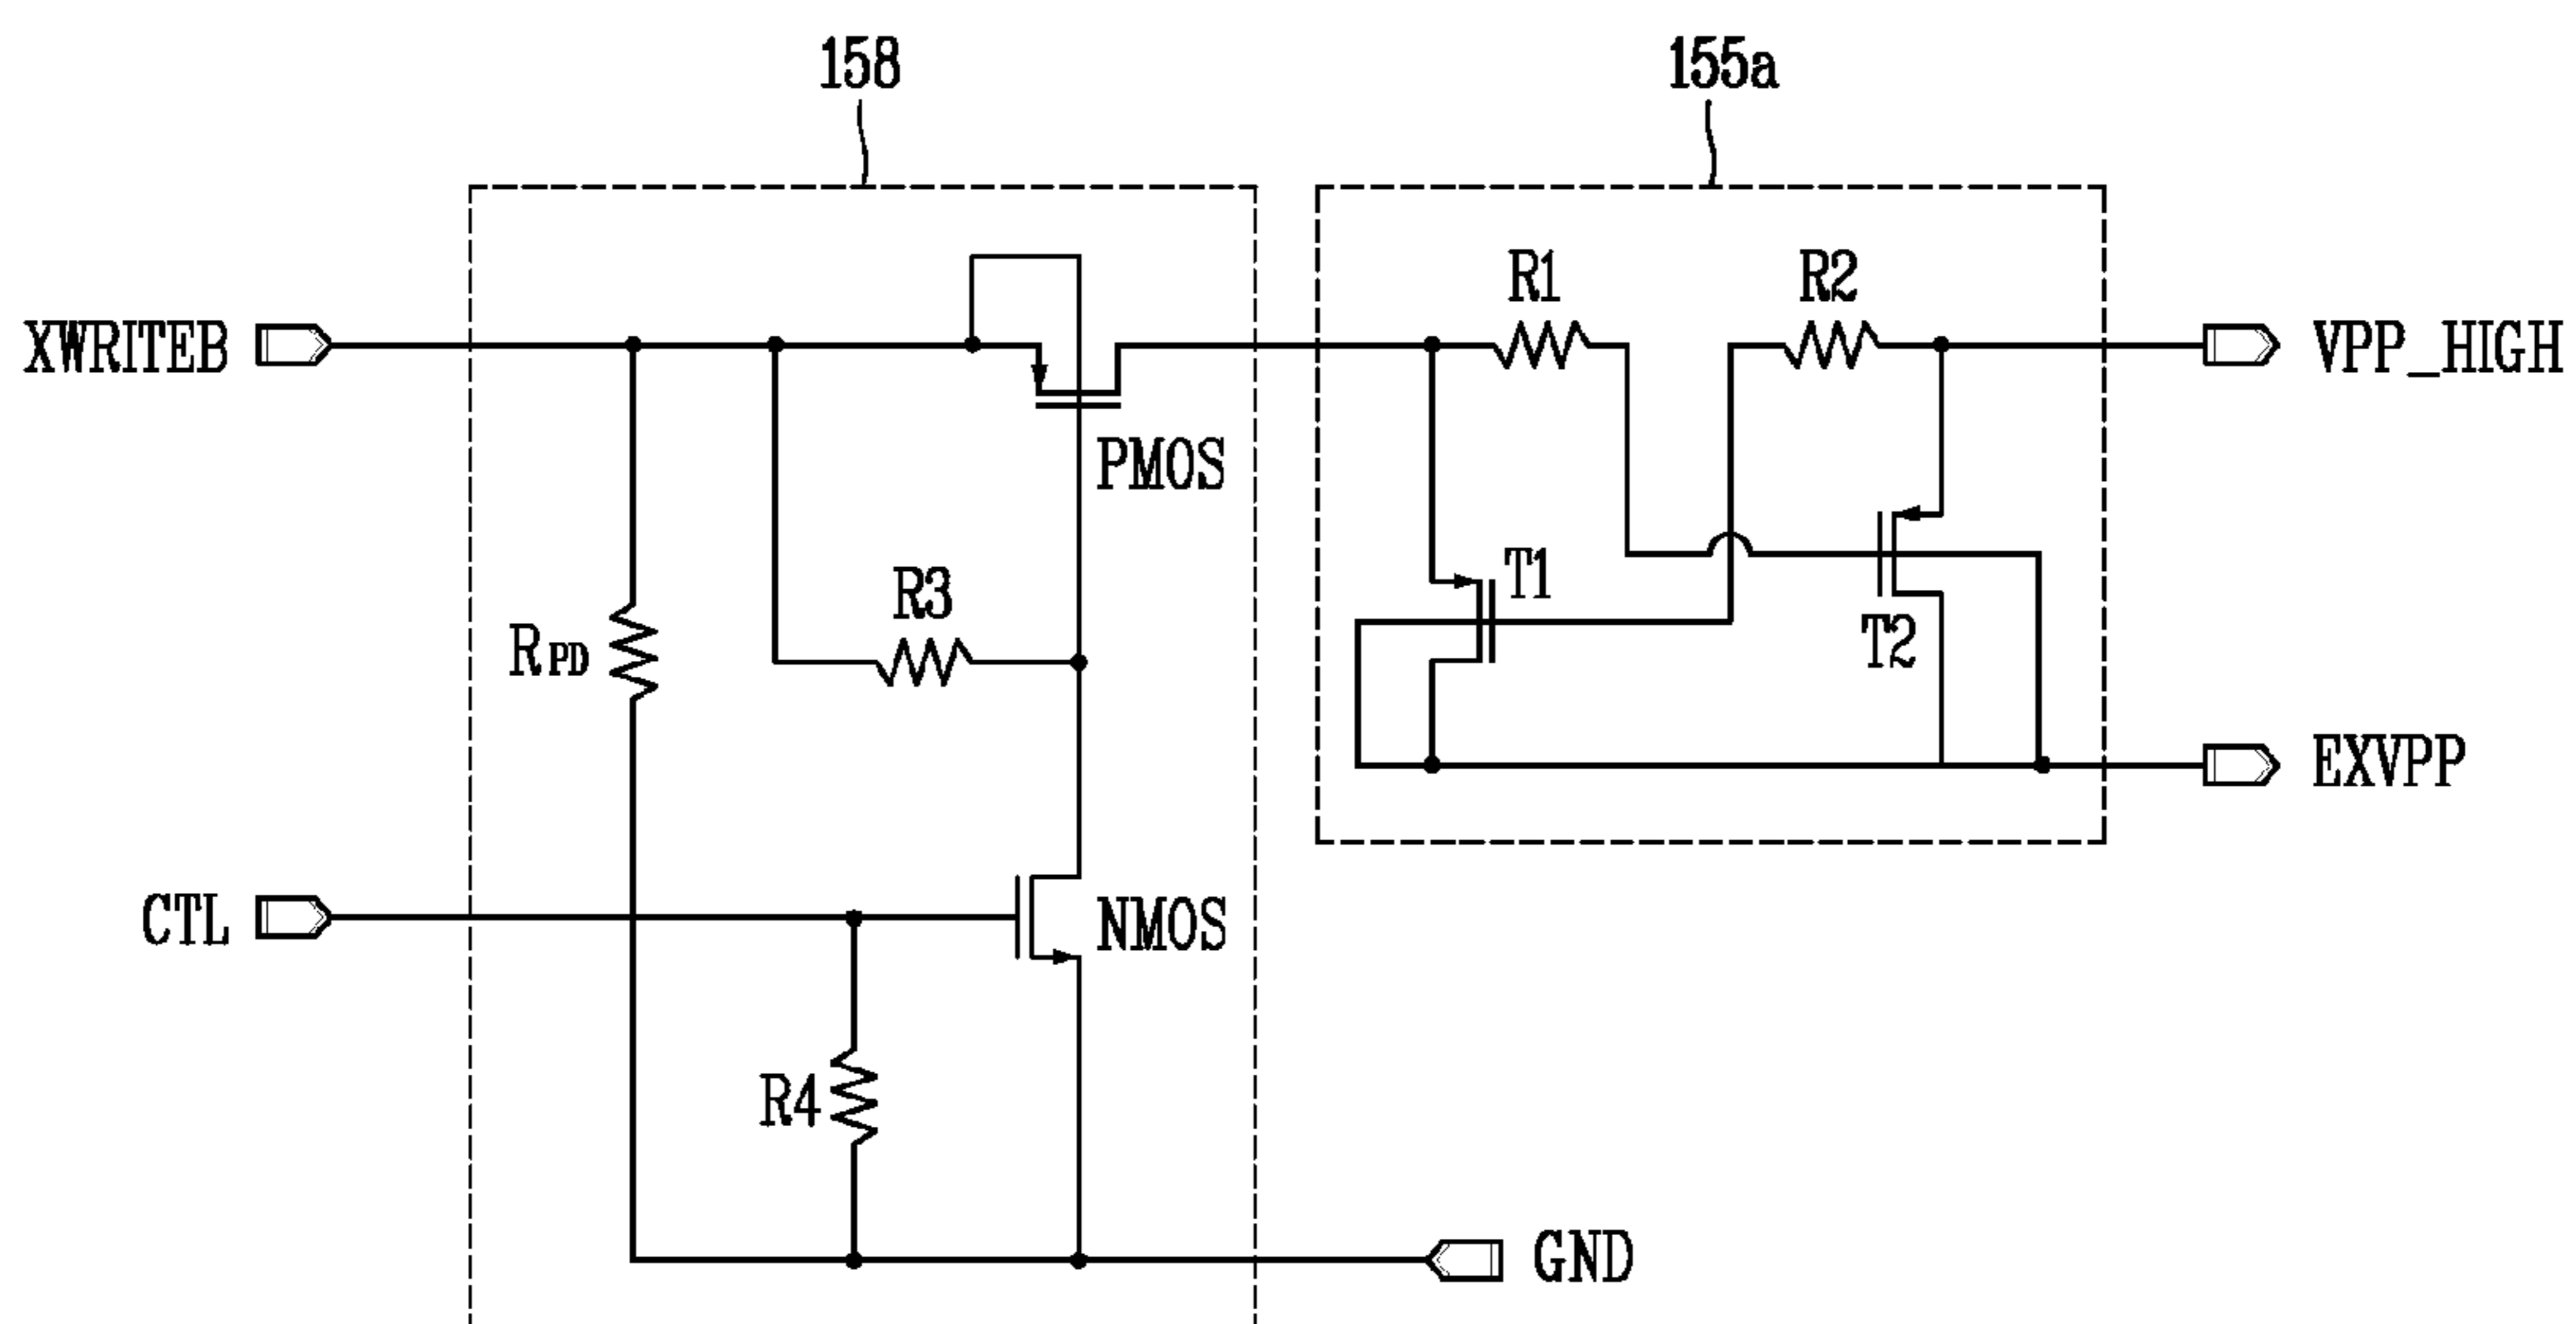 158
155a
R1
R2
XWRITEB
VPP_HIGH
PMOS
T1
R3
RPD
T2
EXVPP
CTL
NMOS
R4
GND